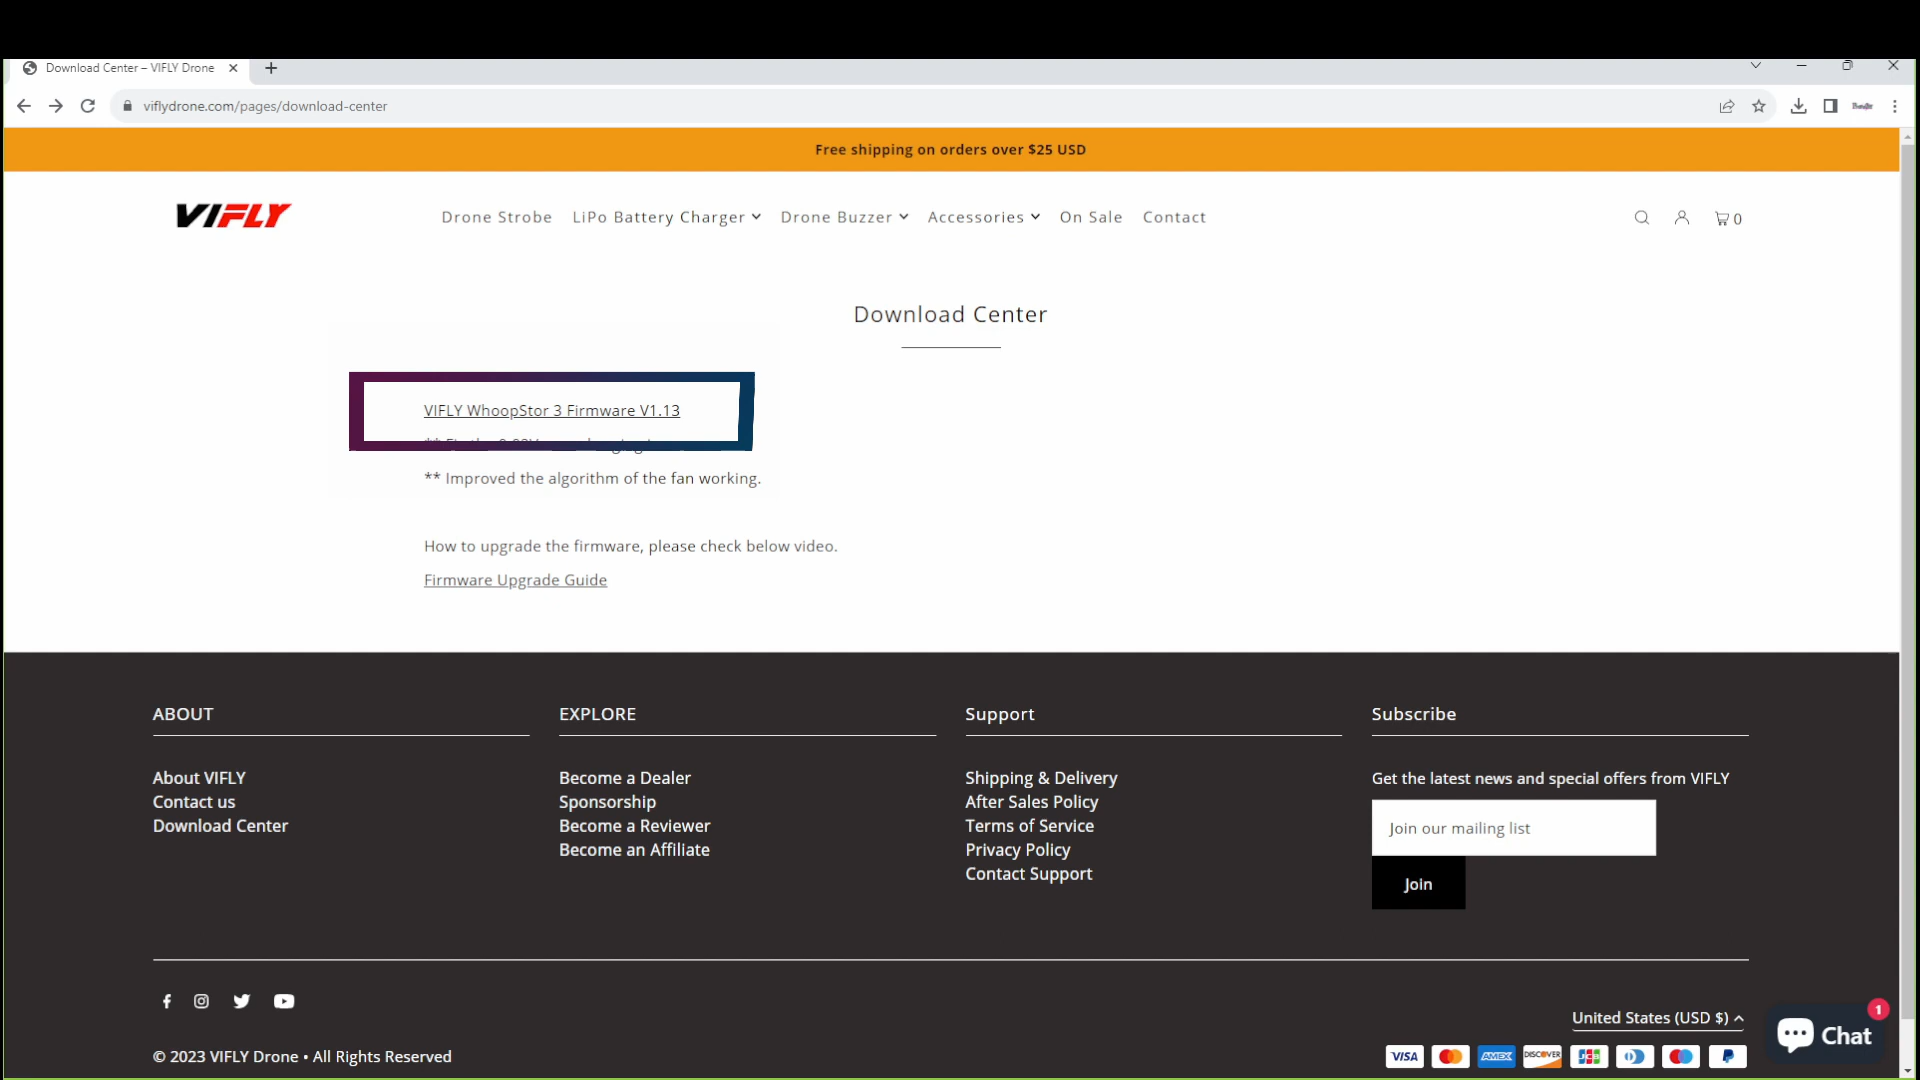 Download Center – VIFLY Drone
viflydrone.com/pages/download-center
Free shipping on orders over $25 USD
VIFLY
Drone Strobe LiPo Battery Charger Drone Buzzer Accessories On Sale Contact
0
Download Center
VIFLY WhoopStor 3 Firmware V1.13
** Improved the algorithm of the fan working.
How to upgrade the firmware, please check below video.
Firmware Upgrade Guide
ABOUT
About VIFLY
Contact us
Download Center
EXPLORE
Become a Dealer
Sponsorship
Become a Reviewer
Become an Affiliate
Support
Shipping & Delivery
After Sales Policy
Terms of Service
Privacy Policy
Contact Support
Subscribe
Get the latest news and special offers from VIFLY
Join our mailing list
Join
United States (USD $)
1
Chat
© 2023 VIFLY Drone • All Rights Reserved
VISA AMEX DISCOVER JCB